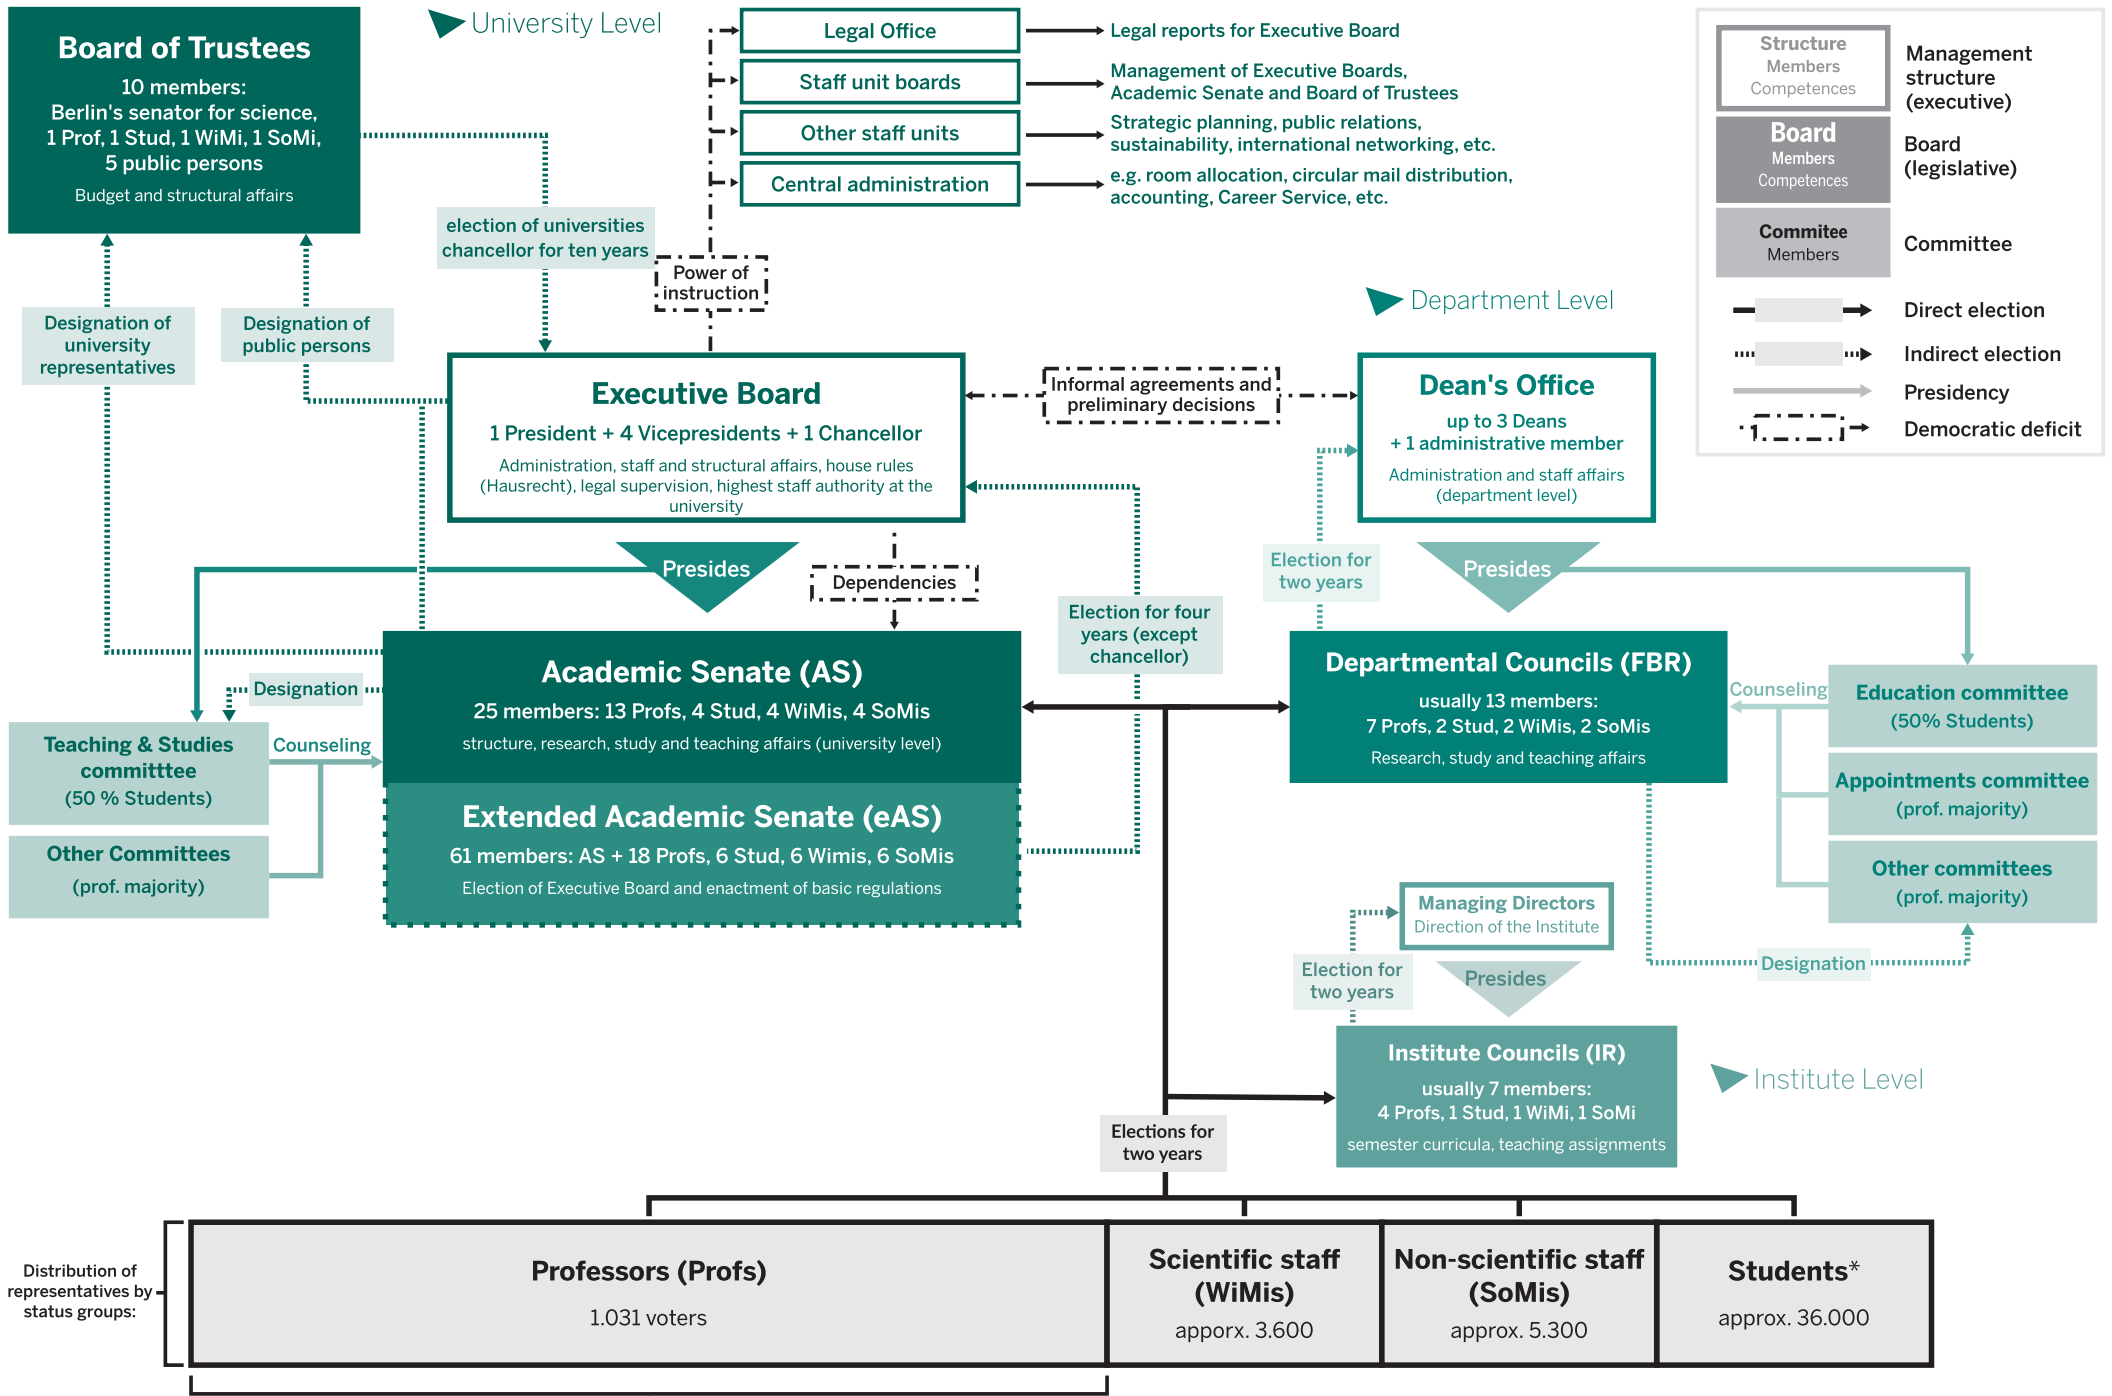 Board of Trustees
10 members:
Berlin's senator for science,
1 Prof, 1 Stud, 1 WiMi, 1 SoMi,
5 public persons
Budget and structural affairs
University Level
Legal Office
Legal reports for Executive Board
Staff unit boards
Management of Executive Boards,
Academic Senate and Board of Trustees
Other staff units
Strategic planning, public relations,
sustainability, international networking, etc.
Central administration
e.g. room allocation, circular mail distribution,
accounting, Career Service, etc.
Structure
Members
Competences
Management
structure
(executive)
Board
Members
Competences
Board
(legislative)
Commitee
Members
Committee
Direct election
Indirect election
Presidency
Democratic deficit
election of universities
chancellor for ten years
Power of
instruction
Designation of
university
representatives
Designation of
public persons
Department Level
Executive Board
1 President + 4 Vicepresidents + 1 Chancellor
Administration, staff and structural affairs, house rules
(Hausrecht), legal supervision, highest staff authority at the
university
Informal agreements and
preliminary decisions
Dean's Office
up to 3 Deans
+ 1 administrative member
Administration and staff affairs
(department level)
Presides
Dependencies
Election for four
years (except
chancellor)
Election for
two years
Presides
Academic Senate (AS)
25 members: 13 Profs, 4 Stud, 4 WiMis, 4 SoMis
structure, research, study and teaching affairs (university level)
Extended Academic Senate (eAS)
61 members: AS + 18 Profs, 6 Stud, 6 Wimis, 6 SoMis
Election of Executive Board and enactment of basic regulations
Designation
Teaching & Studies
committtee
(50 % Students)
Counseling
Other Committees
(prof. majority)
Departmental Councils (FBR)
usually 13 members:
7 Profs, 2 Stud, 2 WiMis, 2 SoMis
Research, study and teaching affairs
Counseling
Education committee
(50% Students)
Appointments committee
(prof. majority)
Other committees
(prof. majority)
Designation
Managing Directors
Direction of the Institute
Election for
two years
Presides
Institute Councils (IR)
usually 7 members:
4 Profs, 1 Stud, 1 WiMi, 1 SoMi
semester curricula, teaching assignments
Institute Level
Elections for
two years
Distribution of
representatives by
status groups:
Professors (Profs)
1.031 voters
Scientific staff
(WiMis)
apporx. 3.600
Non-scientific staff
(SoMis)
approx. 5.300
Students*
approx. 36.000